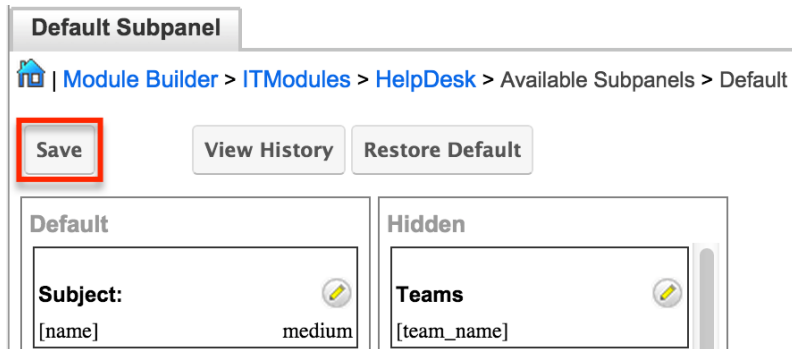 Default Subpanel
| Module Builder > ITModules > HelpDesk > Available Subpanels > Default
Save View History Restore Default
Default Hidden
Subject: Teams
[name] medium [team_name]